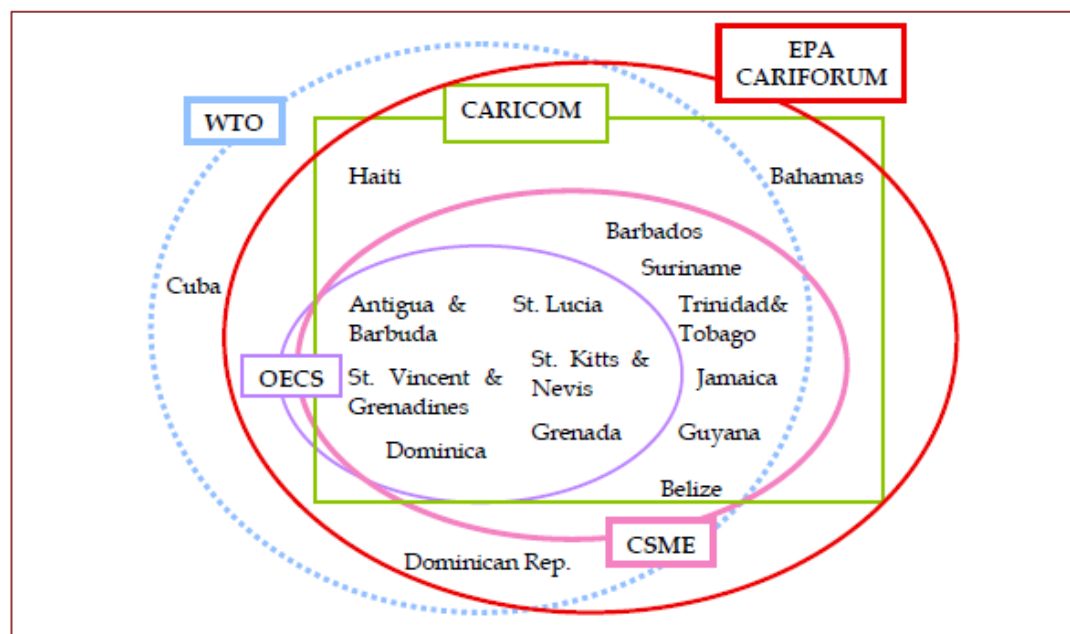 EPA
CARIFORUM
WTO
CARICOM
Haiti
Bahamas
Barbados
Suriname
Cuba
Antigua &
Barbuda
St. Lucia
Trinidad&
Tobago
OECS
St. Vincent &
Grenadines
St. Kitts &
Nevis
Jamaica
Dominica
Grenada
Guyana
Belize
CSME
Dominican Rep.